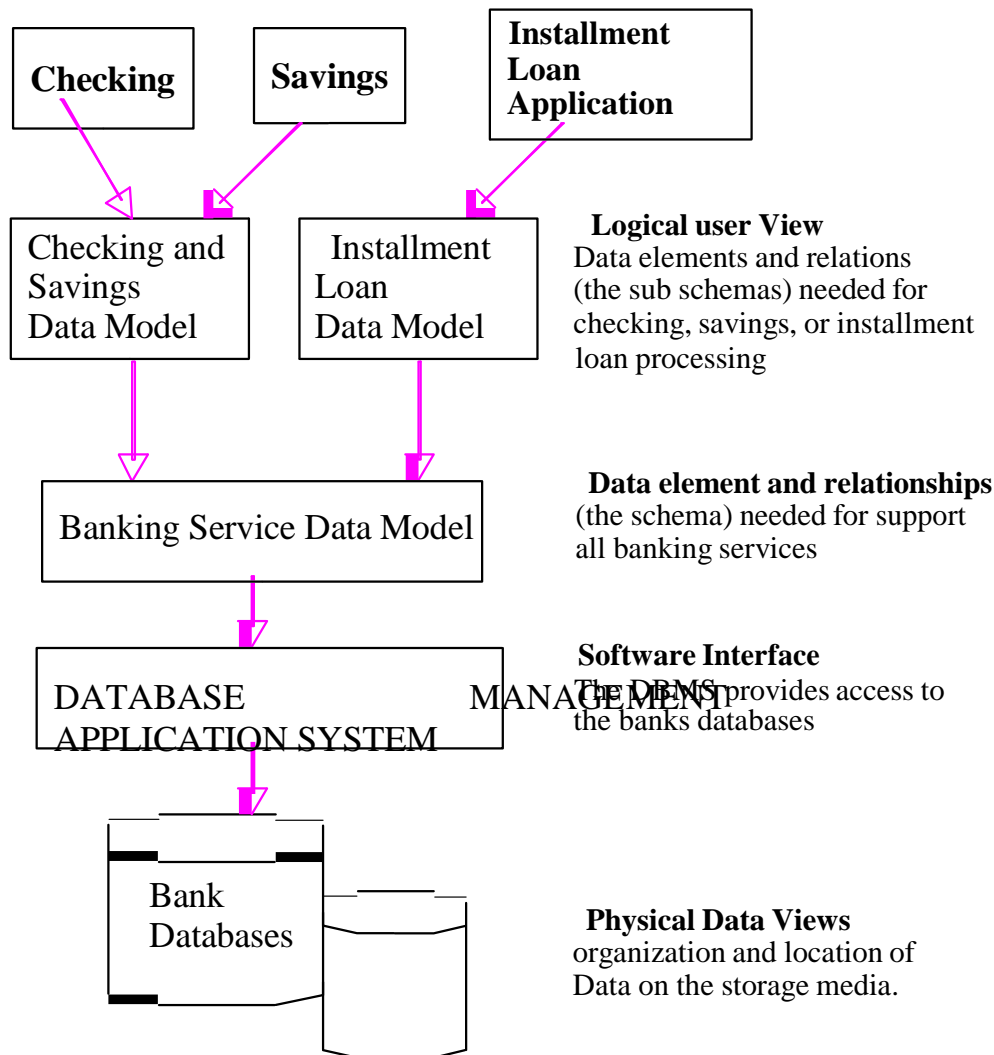 Checking
Savings
Installment
Loan
Application
Checking and
Savings
Data Model
Installment
Loan
Data Model
Logical user View
Data elements and relations
(the sub schemas) needed for
checking, savings, or installment
loan processing
Banking Service Data Model
Data element and relationships
(the schema) needed for support
all banking services
DATABASE MANAGEMENT
APPLICATION SYSTEM
Software Interface
The DBMS provides access to
the banks databases
Bank
Databases
Physical Data Views
organization and location of
Data on the storage media.